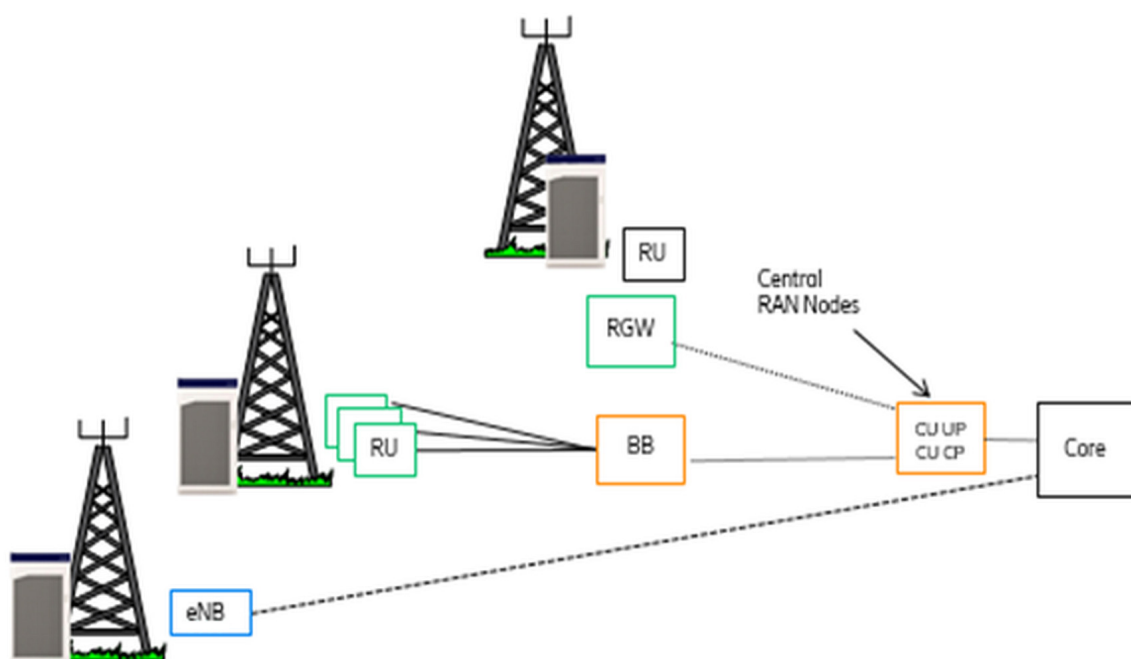 RU
Central
RAN Nodes
RGW
CU UP
CU CP
Core
BB
RU
eNB